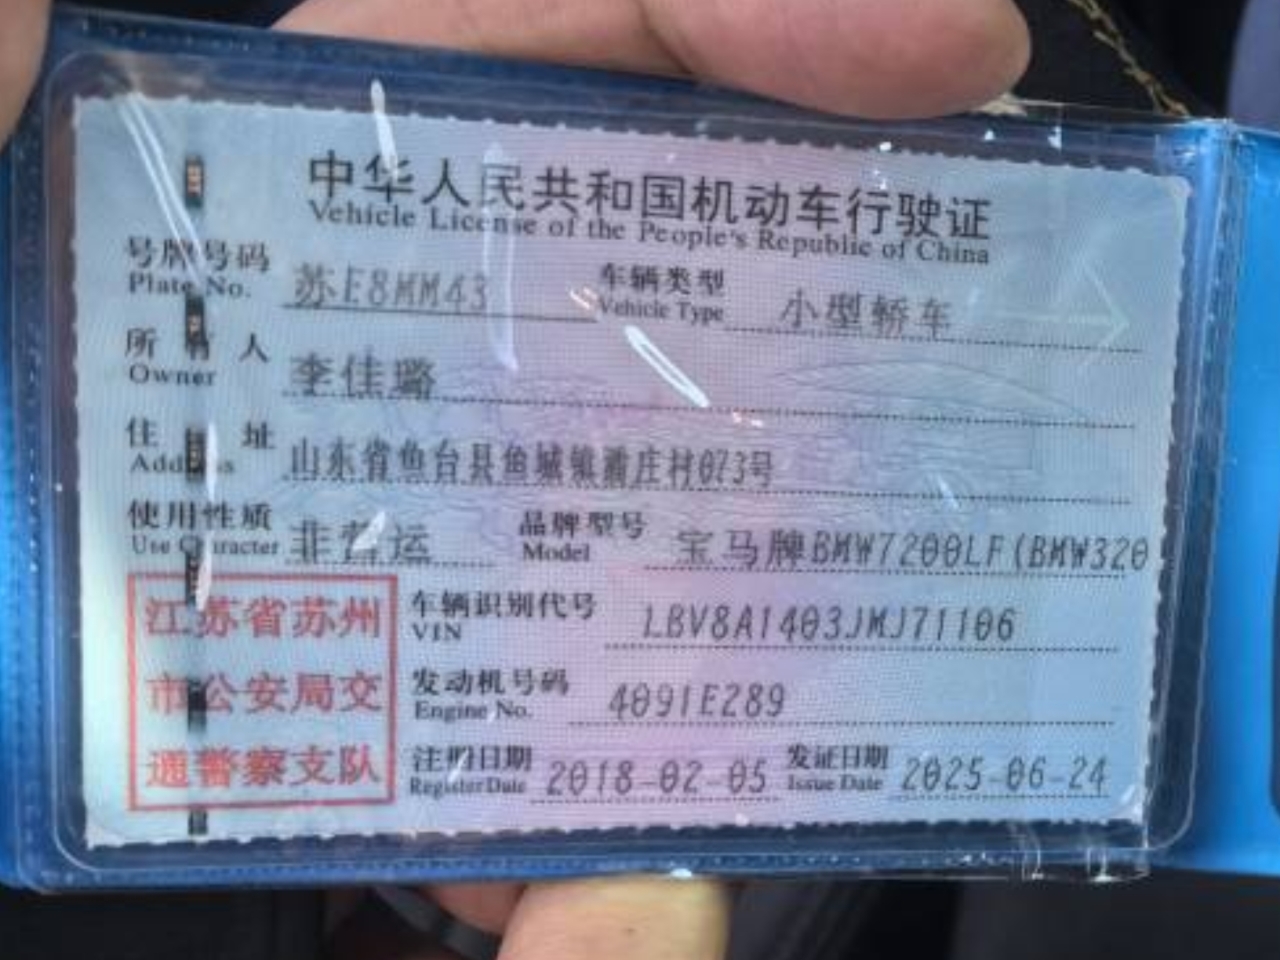 中华人民共和国机动车行驶证
Vehicle License of the People's Republic of China
号牌号码 苏E8MM43 车辆类型 小型轿车
Plate No. Vehicle Type
所有人 李佳璐
Owner
住址 山东省鱼台县鱼城镇潘庄村073号
Address
使用性质 非营运 品牌型号 宝马牌BMW7200LF(BMW320
Use Character Model
江苏省苏州
市公安局交
通警察支队
车辆识别代号 LBV8A1403JMJ71106
VIN
发动机号码 4091E289
Engine No.
注册日期 2018-02-05 发证日期 2025-06-24
Register Date Issue Date